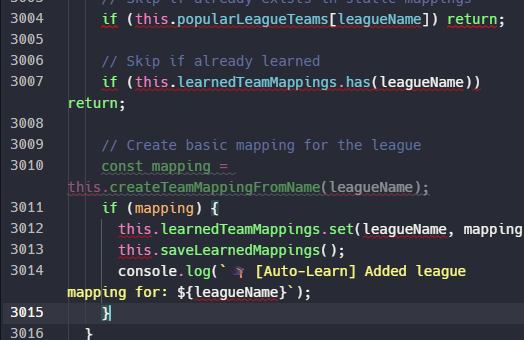 // Skip if already exists in static mappings
3004 if (this.popularLeagueTeams[leagueName]) return;
3005
3006 // Skip if already learned
3007 if (this.learnedTeamMappings.has(leagueName))
return;
3008
3009 // Create basic mapping for the league
3010 const mapping =
this.createTeamMappingFromName(leagueName);
3011 if (mapping) {
3012 this.learnedTeamMappings.set(leagueName, mapping
3013 this.saveLearnedMappings();
3014 console.log(`🎓 [Auto-Learn] Added league
mapping for: ${leagueName}`);
3015 }
3016 }